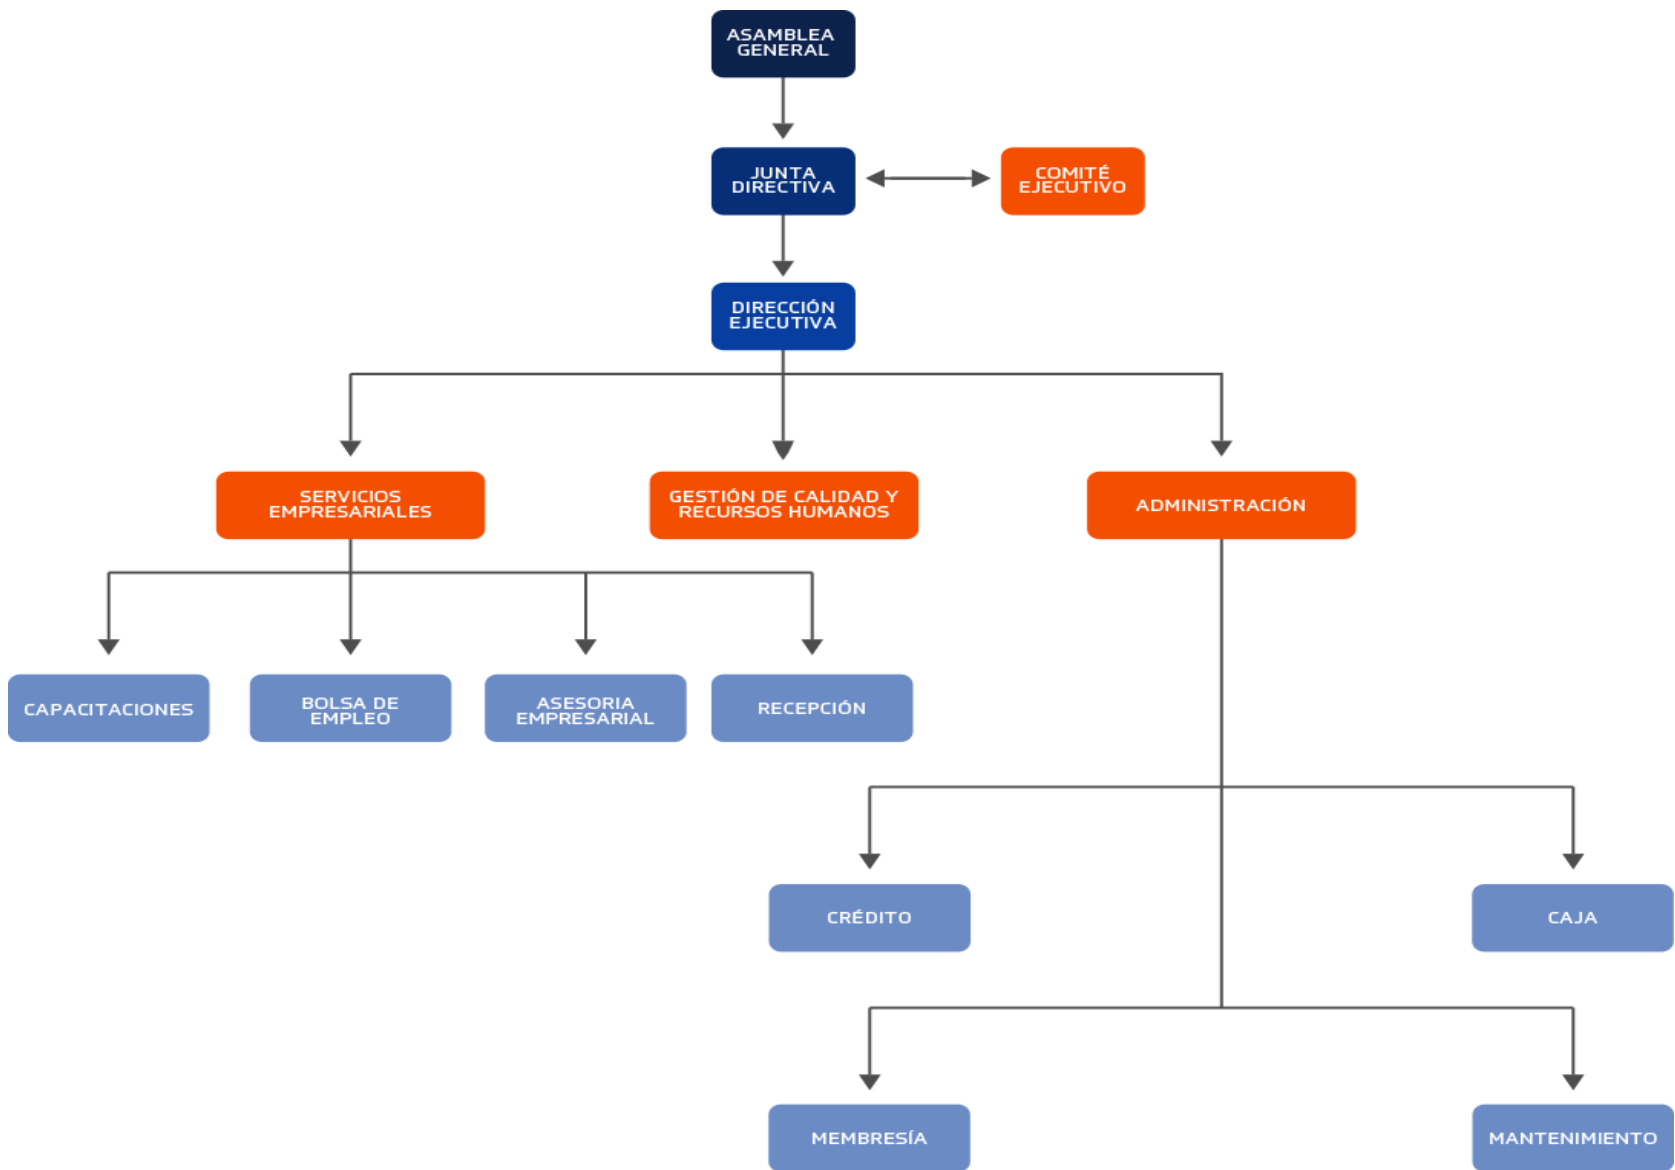 ASAMBLEA
GENERAL
JUNTA
DIRECTIVA
COMITÉ
EJECUTIVO
DIRECCIÓN
EJECUTIVA
SERVICIOS
EMPRESARIALES
GESTIÓN DE CALIDAD Y
RECURSOS HUMANOS
ADMINISTRACIÓN
CAPACITACIONES
BOLSA DE
EMPLEO
ASESORIA
EMPRESARIAL
RECEPCIÓN
CRÉDITO
CAJA
MEMBRESÍA
MANTENIMIENTO